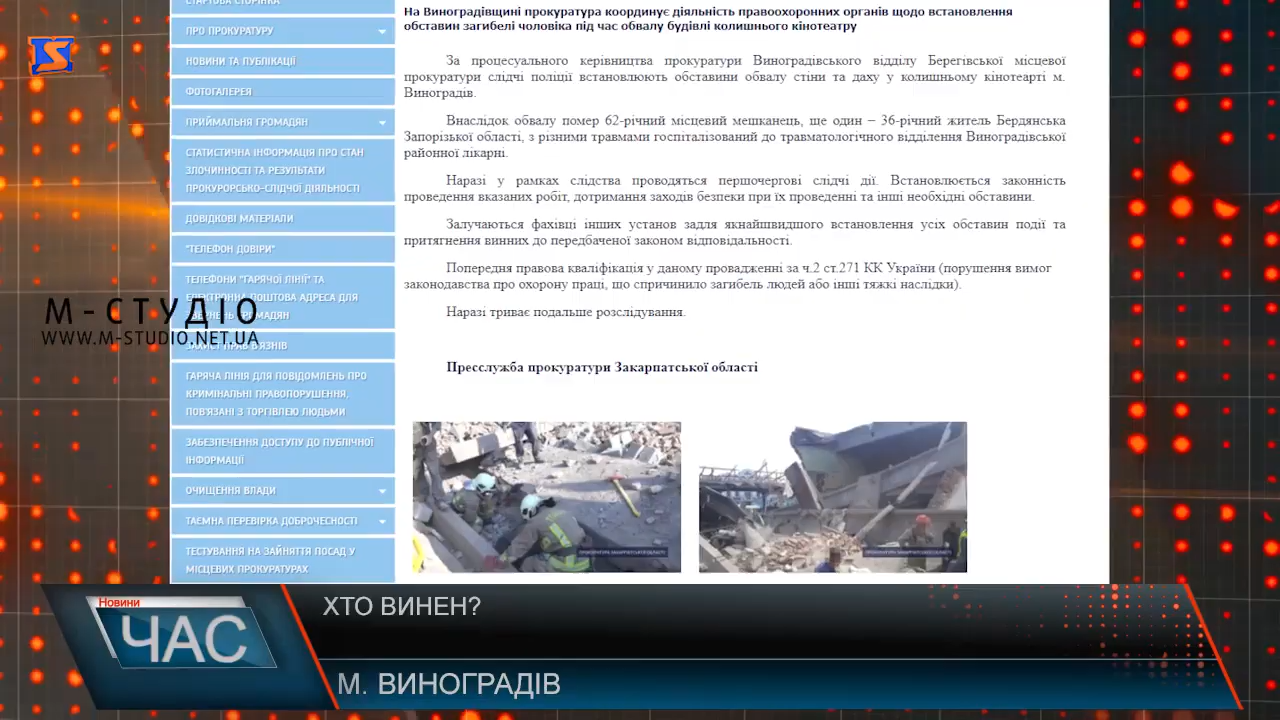 СТАРТОВА СТОРІНКА
ПРО ПРОКУРАТУРУ
НОВИНИ ТА ПУБЛІКАЦІЇ
ФОТОГАЛЕРЕЯ
ПРИЙМАЛЬНЯ ГРОМАДЯН
СТАТИСТИЧНА ІНФОРМАЦІЯ ПРО СТАН
ЗЛОЧИННОСТІ ТА РЕЗУЛЬТАТИ
ПРОКУРОРСЬКО-СЛІДЧОЇ ДІЯЛЬНОСТІ
ДОВІДКОВІ МАТЕРІАЛИ
"ТЕЛЕФОН ДОВІРИ"
ТЕЛЕФОНИ "ГАРЯЧОЇ ЛІНІЇ" ТА
ЕЛЕКТРОННА ПОШТОВА АДРЕСА ДЛЯ
ЗВЕРНЕНЬ ГРОМАДЯН
ЗАХИСТ ПРАВ В'ЯЗНІВ
ГАРЯЧА ЛІНІЯ ДЛЯ ПОВІДОМЛЕНЬ ПРО
КРИМІНАЛЬНІ ПРАВОПОРУШЕННЯ,
ПОВ'ЯЗАНІ З ТОРГІВЛЕЮ ЛЮДЬМИ
ЗАБЕЗПЕЧЕННЯ ДОСТУПУ ДО ПУБЛІЧНОЇ
ІНФОРМАЦІЇ
ОЧИЩЕННЯ ВЛАДИ
ТАЄМНА ПЕРЕВІРКА ДОБРОЧЕСНОСТІ
ТЕСТУВАННЯ НА ЗАЙНЯТТЯ ПОСАД У
МІСЦЕВИХ ПРОКУРАТУРАХ
М-СТУДІО
WWW.M-STUDIO.NET.UA
На Виноградівщині прокуратура координує діяльність правоохоронних органів щодо встановлення
обставин загибелі чоловіка під час обвалу будівлі колишнього кінотеатру
За процесуального керівництва прокуратури Виноградівського відділу Берегівської місцевої
прокуратури слідчі поліції встановлюють обставини обвалу стіни та даху у колишньому кінотеарті м.
Виноградів.
Внаслідок обвалу помер 62-річний місцевий мешканець, ще один – 36-річний житель Бердянська
Запорізької області, з різними травмами госпіталізований до травматологічного відділення Виноградівської
районної лікарні.
Наразі у рамках слідства проводяться першочергові слідчі дії. Встановлюється законність
проведення вказаних робіт, дотримання заходів безпеки при їх проведенні та інші необхідні обставини.
Залучаються фахівці інших установ задля якнайшвидшого встановлення усіх обставин події та
притягнення винних до передбаченої законом відповідальності.
Попередня правова кваліфікація у даному провадженні за ч.2 ст.271 КК України (порушення вимог
законодавства про охорону праці, що спричинило загибель людей або інші тяжкі наслідки).
Наразі триває подальше розслідування.
Пресслужба прокуратури Закарпатської області
ПРОКУРАТУРА ЗАКАРПАТСЬКОЇ ОБЛАСТІ
ПРОКУРАТУРА ЗАКАРПАТСЬКОЇ ОБЛАСТІ
Новини
ЧАС
ХТО ВИНЕН?
М. ВИНОГРАДІВ